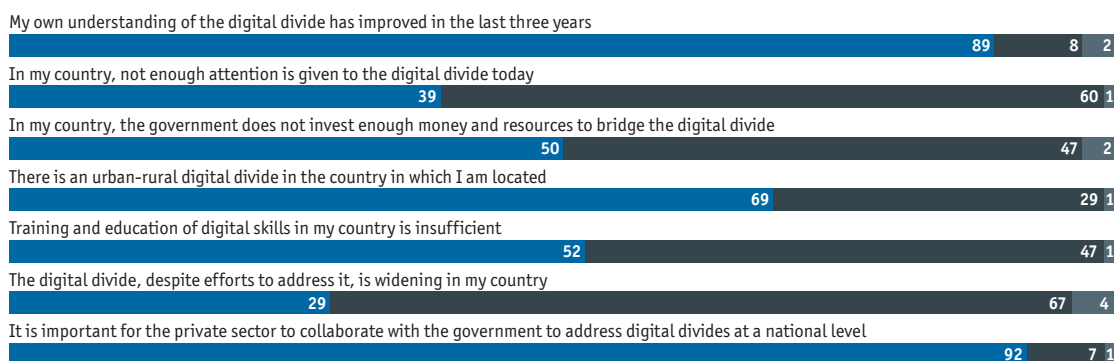 My own understanding of the digital divide has improved in the last three years
89 8 2
In my country, not enough attention is given to the digital divide today
39 60 1
In my country, the government does not invest enough money and resources to bridge the digital divide
50 47 2
There is an urban-rural digital divide in the country in which I am located
69 29 1
Training and education of digital skills in my country is insufficient
52 47 1
The digital divide, despite efforts to address it, is widening in my country
29 67 4
It is important for the private sector to collaborate with the government to address digital divides at a national level
92 7 1